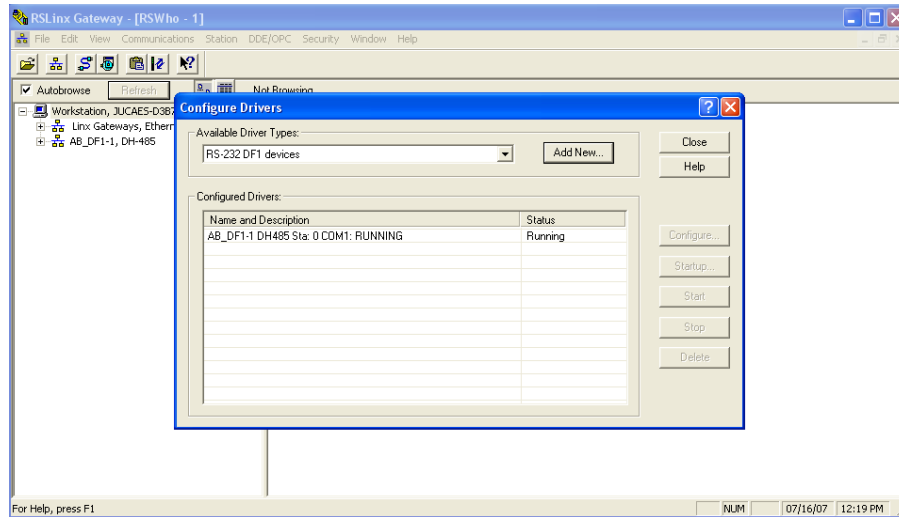 RSLinx Gateway - [RSWho - 1]
File Edit View Communications Station DDE/OPC Security Window Help
Autobrowse Refresh Not Browsing
Workstation, JUCAES-D3B7
Linx Gateways, Ethern
AB_DF1-1, DH-485
Configure Drivers
Available Driver Types:
RS-232 DF1 devices
Add New...
Close
Help
Configured Drivers:
Name and Description Status
AB_DF1-1 DH485 Sta: 0 COM1: RUNNING Running
Configure...
Startup...
Start
Stop
Delete
For Help, press F1
NUM 07/16/07 12:19 PM